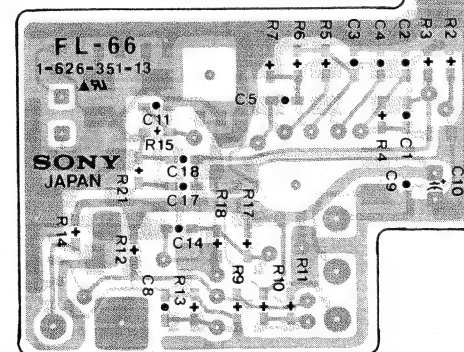 FL-66
1-626-351-13
R7
R6
R5
C3
C4
C2
R3
R2
C5
C11
R15
R4
C1
SONY
JAPAN
C18
C17
R21
R18
R17
C9
C10
R14
R12
C14
C8
R13
R9
R10
R11